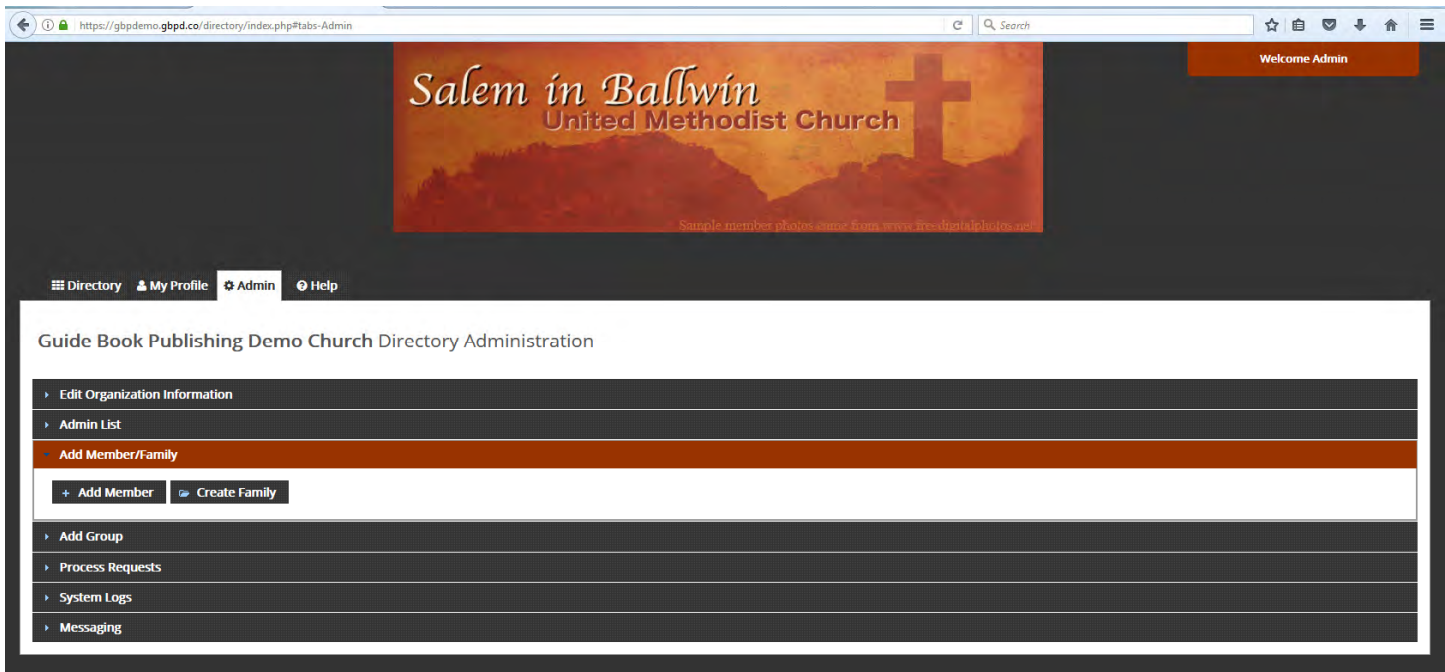 https://gbpdemo.gbpd.co/directory/index.php#tabs-Admin
Search
Welcome Admin
Salem in Ballwin
United Methodist Church
Sample member photos come from www.freedigitalphotos.net
Directory My Profile Admin Help
Guide Book Publishing Demo Church Directory Administration
Edit Organization Information
Admin List
Add Member/Family
+ Add Member Create Family
Add Group
Process Requests
System Logs
Messaging